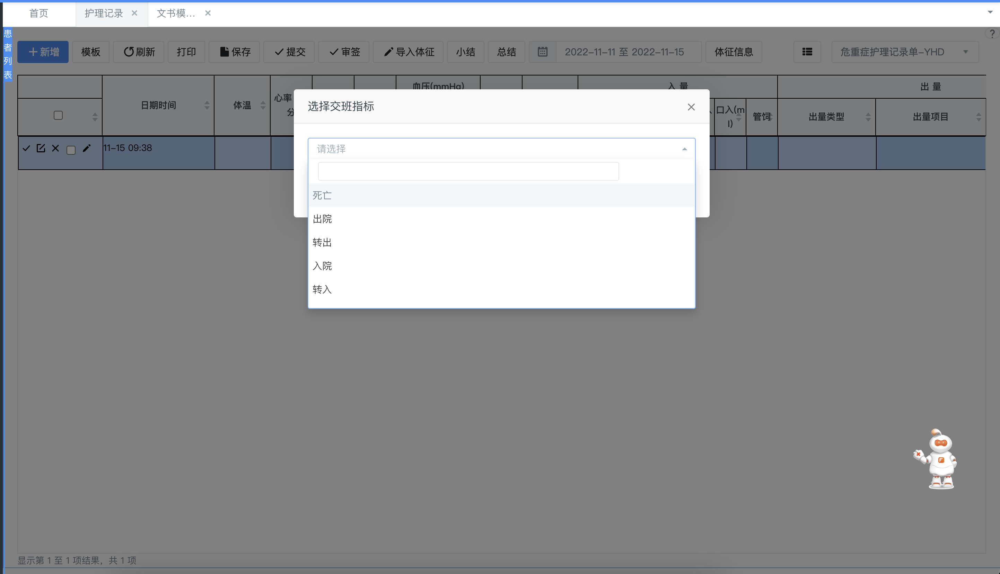 首页
护理记录
文书模...
患者列表
新增
模板
刷新
打印
保存
提交
审签
导入体征
小结
总结
2022-11-11 至 2022-11-15
体征信息
危重症护理记录单-YHD
血压(mmHg)
入 量
出 量
日期时间
体温
心率
分
口入(ml)
管饲
出量类型
出量项目
11-15 09:38
选择交班指标
请选择
死亡
出院
转出
入院
转入
显示第 1 至 1 项结果，共 1 项